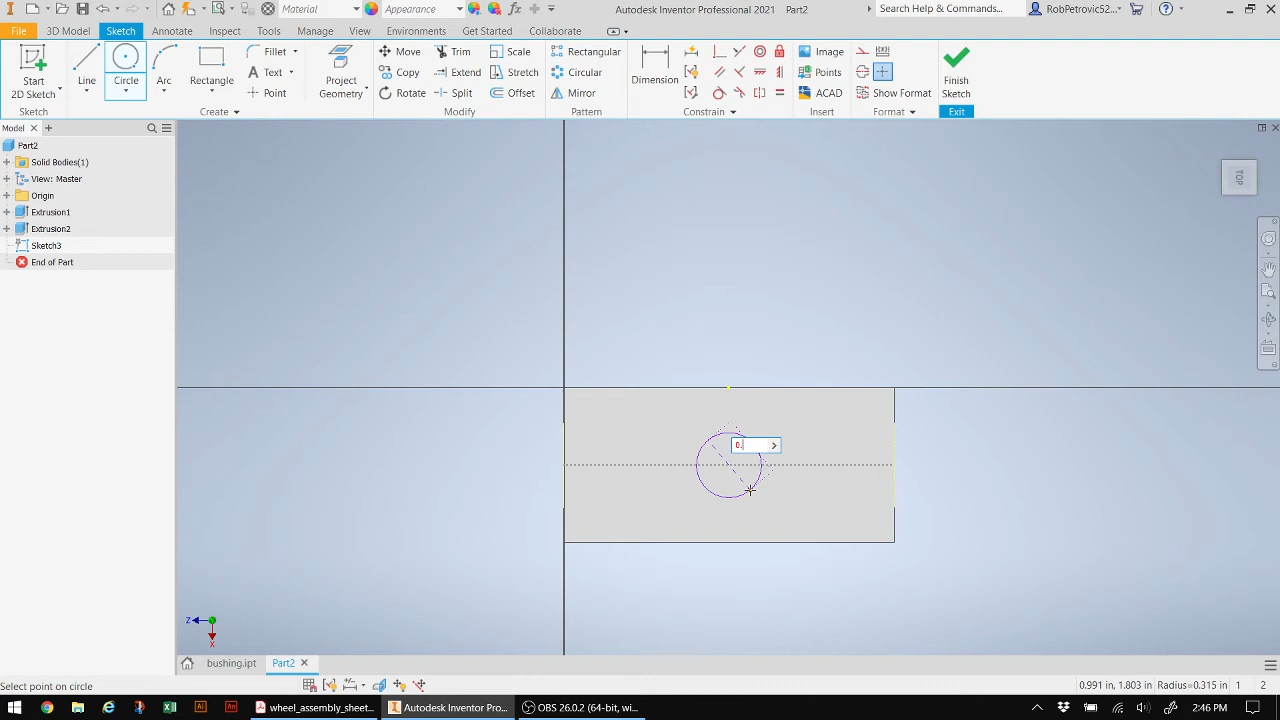 Material
Appearance
Autodesk Inventor Professional 2021 Part2
Search Help & Commands...
RobPetrovic52...
File
3D Model
Sketch
Annotate
Inspect
Tools
Manage
View
Environments
Get Started
Collaborate
Start
2D Sketch
Line
Circle
Arc
Rectangle
Fillet
Text
Point
Project
Geometry
Move
Copy
Rotate
Trim
Extend
Split
Scale
Stretch
Offset
Rectangular
Circular
Mirror
Dimension
Image
Points
ACAD
Show Format
Finish
Sketch
Sketch
Create
Modify
Pattern
Constrain
Insert
Format
Exit
Model
Part2
Solid Bodies(1)
View: Master
Origin
Extrusion1
Extrusion2
Sketch3
End of Part
TOP
0.
Z
X
bushing.ipt
Part2
Select point on circle
0.991 in, 1.803 in
Radius=0.315 in
1
2
wheel_assembly_sheet...
Autodesk Inventor Pro...
OBS 26.0.2 (64-bit, wi...
2:46 PM